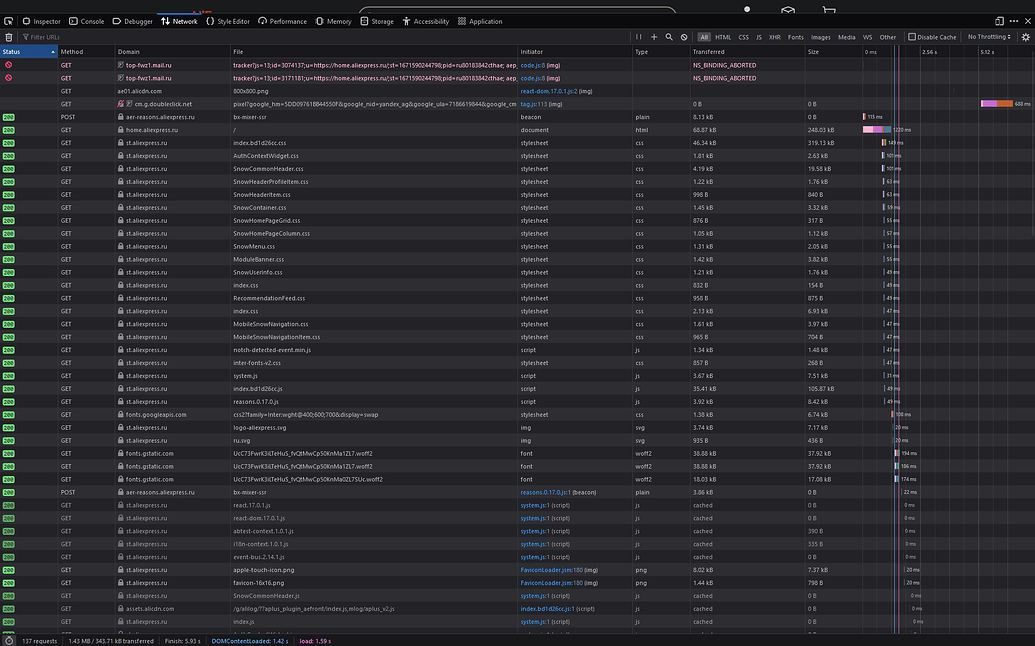 Inspector Console Debugger Network Style Editor Performance Memory Storage Accessibility Application
Filter URLs All HTML CSS JS XHR Fonts Images Media WS Other Disable Cache No Throttling
Status Method Domain File Initiator Type Transferred Size 0 ms 2.56 s 5.12 s
GET top-fwz1.mail.ru tracker?js=13;id=3074137;u=https://home.aliexpress.ru/;st=1671590244798;pid=ru80183842cthae; aep_ code.js:8 (img) NS_BINDING_ABORTED
GET top-fwz1.mail.ru tracker?js=13;id=3171181;u=https://home.aliexpress.ru/;st=1671590244798;pid=ru80183842cthae; aep_ code.js:8 (img) NS_BINDING_ABORTED
GET ae01.alicdn.com 800x800.png react-dom.17.0.1.js:2 (img)
GET cm.g.doubleclick.net pixel?google_hm=5DD09761BB44550F&google_nid=yandex_ag&google_ula=7186619844&google_cm tag.js:113 (img) 0 B 0 B 688 ms
200 POST aer-reasons.aliexpress.ru bx-mixer-ssr beacon plain 8.13 kB 0 B 115 ms
200 GET home.aliexpress.ru / document html 68.87 kB 248.03 kB 1220 ms
200 GET st.aliexpress.ru index.bd1d26cc.css stylesheet css 46.34 kB 319.13 kB 149 ms
200 GET st.aliexpress.ru AuthContextWidget.css stylesheet css 1.81 kB 2.63 kB 101 ms
200 GET st.aliexpress.ru SnowCommonHeader.css stylesheet css 4.19 kB 19.58 kB 101 ms
200 GET st.aliexpress.ru SnowHeaderProfileItem.css stylesheet css 1.22 kB 1.76 kB 63 ms
200 GET st.aliexpress.ru SnowHeaderItem.css stylesheet css 998 B 840 B 63 ms
200 GET st.aliexpress.ru SnowContainer.css stylesheet css 1.45 kB 3.32 kB 59 ms
200 GET st.aliexpress.ru SnowHomePageGrid.css stylesheet css 876 B 317 B 55 ms
200 GET st.aliexpress.ru SnowHomePageColumn.css stylesheet css 1.05 kB 1.12 kB 57 ms
200 GET st.aliexpress.ru SnowMenu.css stylesheet css 1.31 kB 2.05 kB 55 ms
200 GET st.aliexpress.ru ModuleBanner.css stylesheet css 1.42 kB 3.82 kB 55 ms
200 GET st.aliexpress.ru SnowUserInfo.css stylesheet css 1.21 kB 1.76 kB 49 ms
200 GET st.aliexpress.ru index.css stylesheet css 832 B 154 B 49 ms
200 GET st.aliexpress.ru RecommendationFeed.css stylesheet css 958 B 875 B 49 ms
200 GET st.aliexpress.ru index.css stylesheet css 2.13 kB 6.93 kB 47 ms
200 GET st.aliexpress.ru MobileSnowNavigation.css stylesheet css 1.61 kB 3.97 kB 47 ms
200 GET st.aliexpress.ru MobileSnowNavigationItem.css stylesheet css 965 B 704 B 47 ms
200 GET st.aliexpress.ru notch-detected-event.min.js script js 1.34 kB 1.48 kB 47 ms
200 GET st.aliexpress.ru inter-fonts-v2.css stylesheet css 857 B 268 B 47 ms
200 GET st.aliexpress.ru system.js script js 3.67 kB 7.51 kB 31 ms
200 GET st.aliexpress.ru index.bd1d26cc.js script js 35.41 kB 105.87 kB 49 ms
200 GET st.aliexpress.ru reasons.0.17.0.js script js 3.92 kB 8.42 kB 49 ms
200 GET fonts.googleapis.com css2?family=Inter:wght@400;600;700&display=swap stylesheet css 1.38 kB 6.74 kB 108 ms
200 GET st.aliexpress.ru logo-aliexpress.svg img svg 3.74 kB 7.17 kB 20 ms
200 GET st.aliexpress.ru ru.svg img svg 935 B 436 B 20 ms
200 GET fonts.gstatic.com UcC73FwrK3iLTeHuS_fvQtMwCp50KnMa1ZL7.woff2 font woff2 38.88 kB 37.92 kB 194 ms
200 GET fonts.gstatic.com UcC73FwrK3iLTeHuS_fvQtMwCp50KnMa1ZL7.woff2 font woff2 38.88 kB 37.92 kB 186 ms
200 GET fonts.gstatic.com UcC73FwrK3iLTeHuS_fvQtMwCp50KnMa0ZL7SUc.woff2 font woff2 18.03 kB 17.08 kB 174 ms
200 POST aer-reasons.aliexpress.ru bx-mixer-ssr reasons.0.17.0.js:1 (beacon) plain 3.86 kB 0 B 22 ms
200 GET st.aliexpress.ru react.17.0.1.js system.js:1 (script) js cached 0 B 0 ms
200 GET st.aliexpress.ru react-dom.17.0.1.js system.js:1 (script) js cached 0 B 0 ms
200 GET st.aliexpress.ru abtest-context.1.0.1.js system.js:1 (script) js cached 390 B 0 ms
200 GET st.aliexpress.ru i18n-context.1.0.1.js system.js:1 (script) js cached 335 B 0 ms
200 GET st.aliexpress.ru event-bus.2.14.1.js system.js:1 (script) js cached 0 B 0 ms
200 GET st.aliexpress.ru apple-touch-icon.png FaviconLoader.jsm:180 (img) png 8.02 kB 7.37 kB 20 ms
200 GET st.aliexpress.ru favicon-16x16.png FaviconLoader.jsm:180 (img) png 1.44 kB 798 B 20 ms
200 GET st.aliexpress.ru SnowCommonHeader.js system.js:1 (script) js cached 0 B 0 ms
200 GET assets.alicdn.com /g/alilog/??aplus_plugin_aefront/index.js,mlog/aplus_v2.js index.bd1d26cc.js:1 (script) js cached 0 B 0 ms
200 GET st.aliexpress.ru index.js system.js:1 (script) js cached 0 B 0 ms
137 requests 1.43 MB / 343.71 kB transferred Finish: 5.93 s DOMContentLoaded: 1.42 s load: 1.59 s